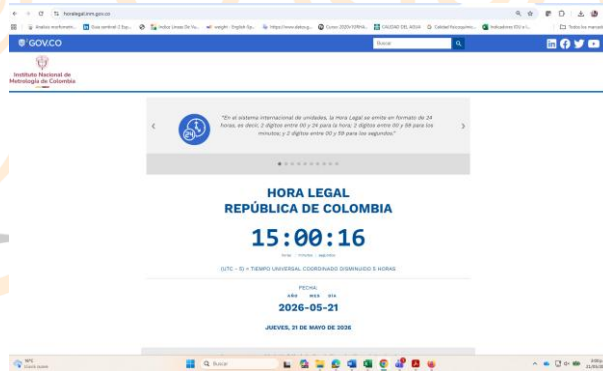 horalegal.inm.gov.co
GOV.CO
Buscar
Instituto Nacional de
Metrología de Colombia
"En el sistema internacional de unidades, la Hora Legal se emite en formato de 24
horas, es decir, 2 dígitos entre 00 y 24 para la hora; 2 dígitos entre 00 y 59 para los
minutos; y 2 dígitos entre 00 y 59 para los segundos."
24
HORA LEGAL
REPÚBLICA DE COLOMBIA
15:00:16
horas minutos segundos
(UTC - 5) = TIEMPO UNIVERSAL COORDINADO DISMINUIDO 5 HORAS
FECHA:
AÑO MES DÍA
2026-05-21
JUEVES, 21 DE MAYO DE 2026
Buscar